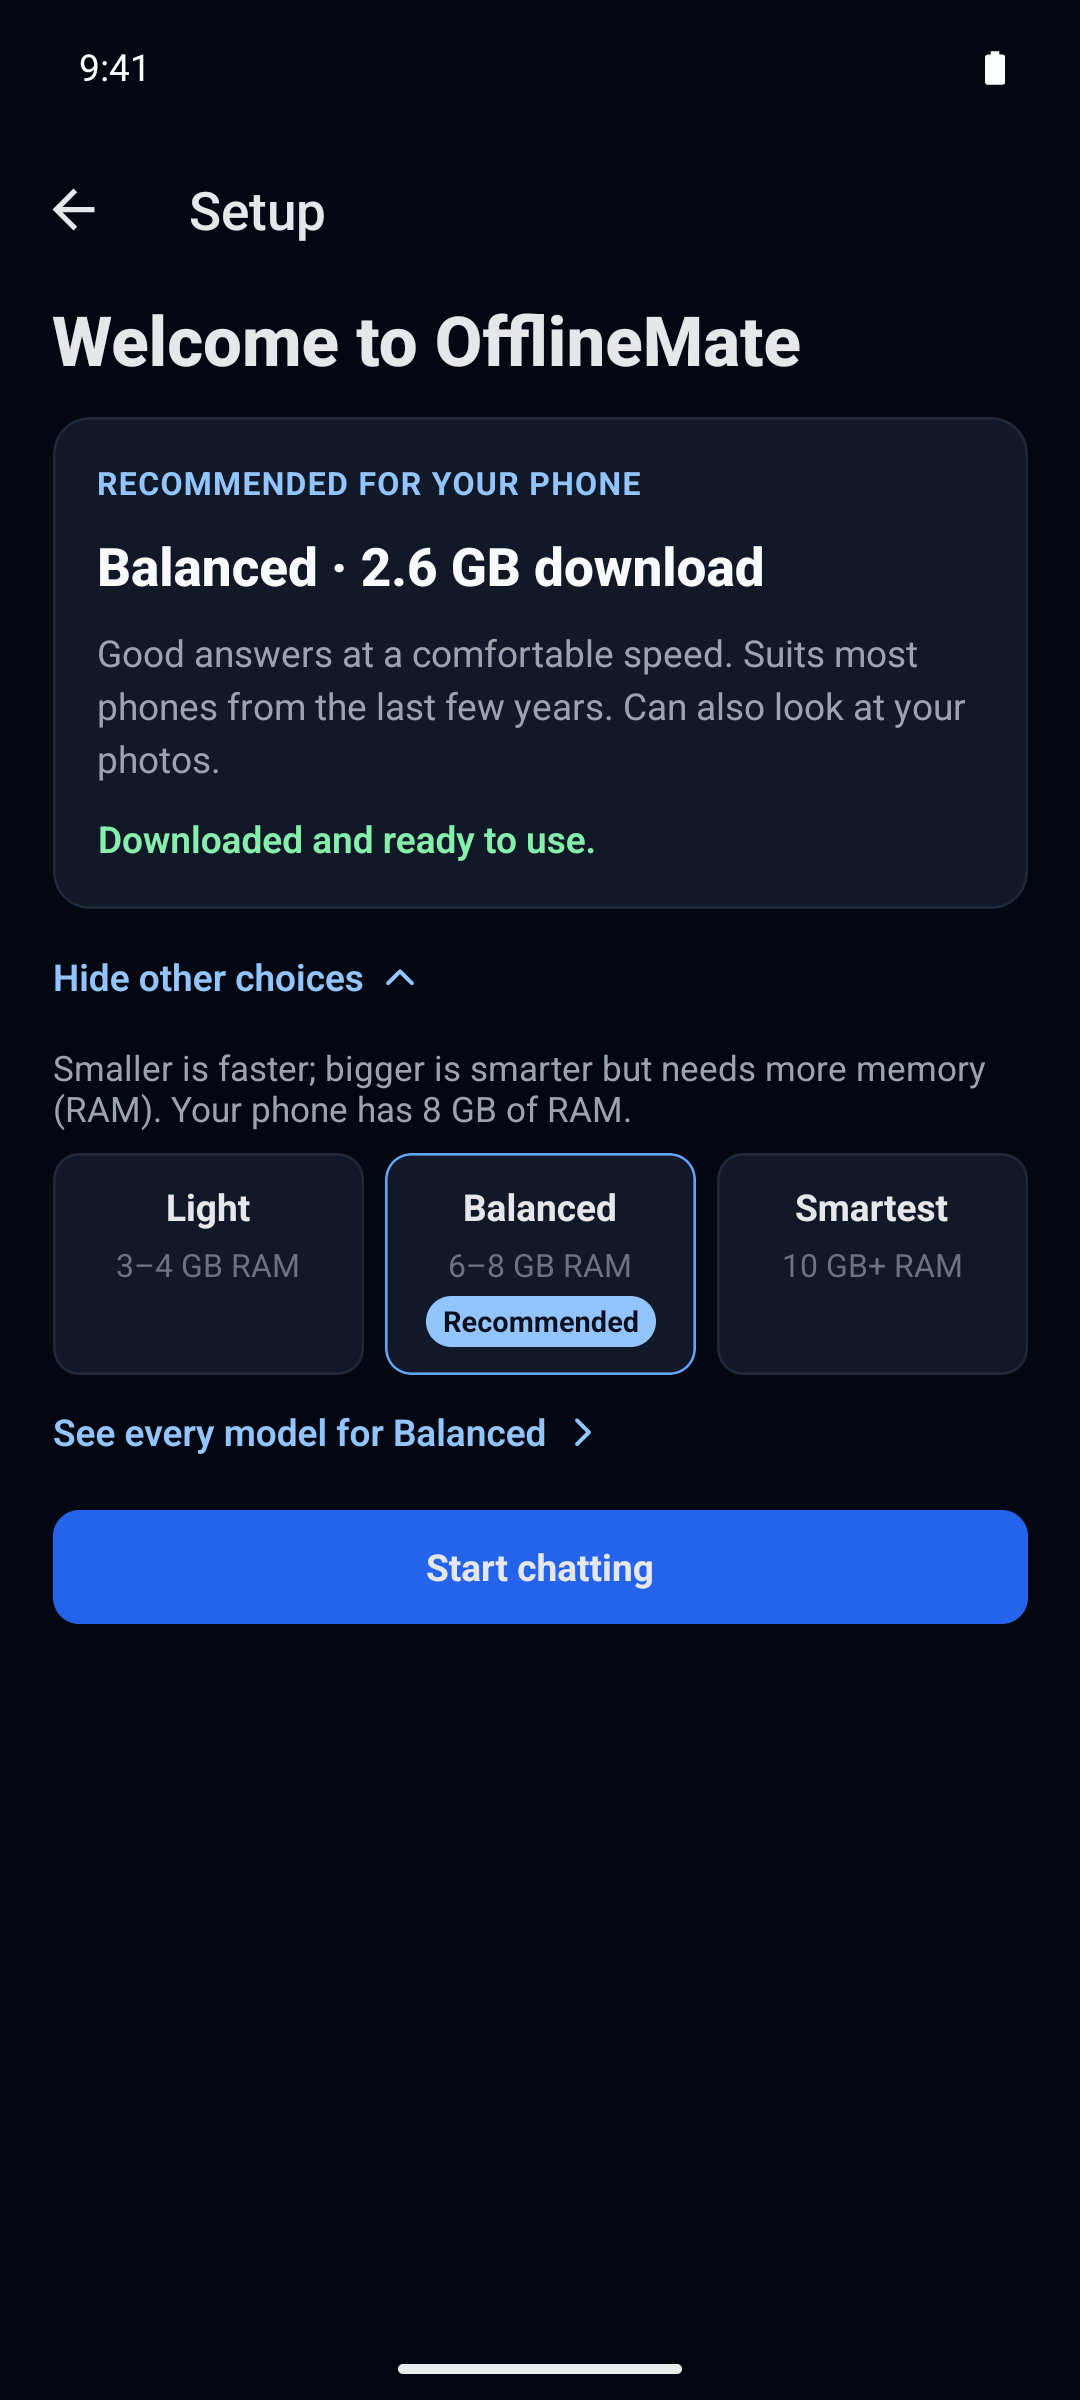 9:41
Setup
Welcome to OfflineMate
RECOMMENDED FOR YOUR PHONE
Balanced · 2.6 GB download
Good answers at a comfortable speed. Suits most
phones from the last few years. Can also look at your
photos.
Downloaded and ready to use.
Hide other choices
Smaller is faster; bigger is smarter but needs more memory
(RAM). Your phone has 8 GB of RAM.
Light
3–4 GB RAM
Balanced
6–8 GB RAM
Recommended
Smartest
10 GB+ RAM
See every model for Balanced
Start chatting